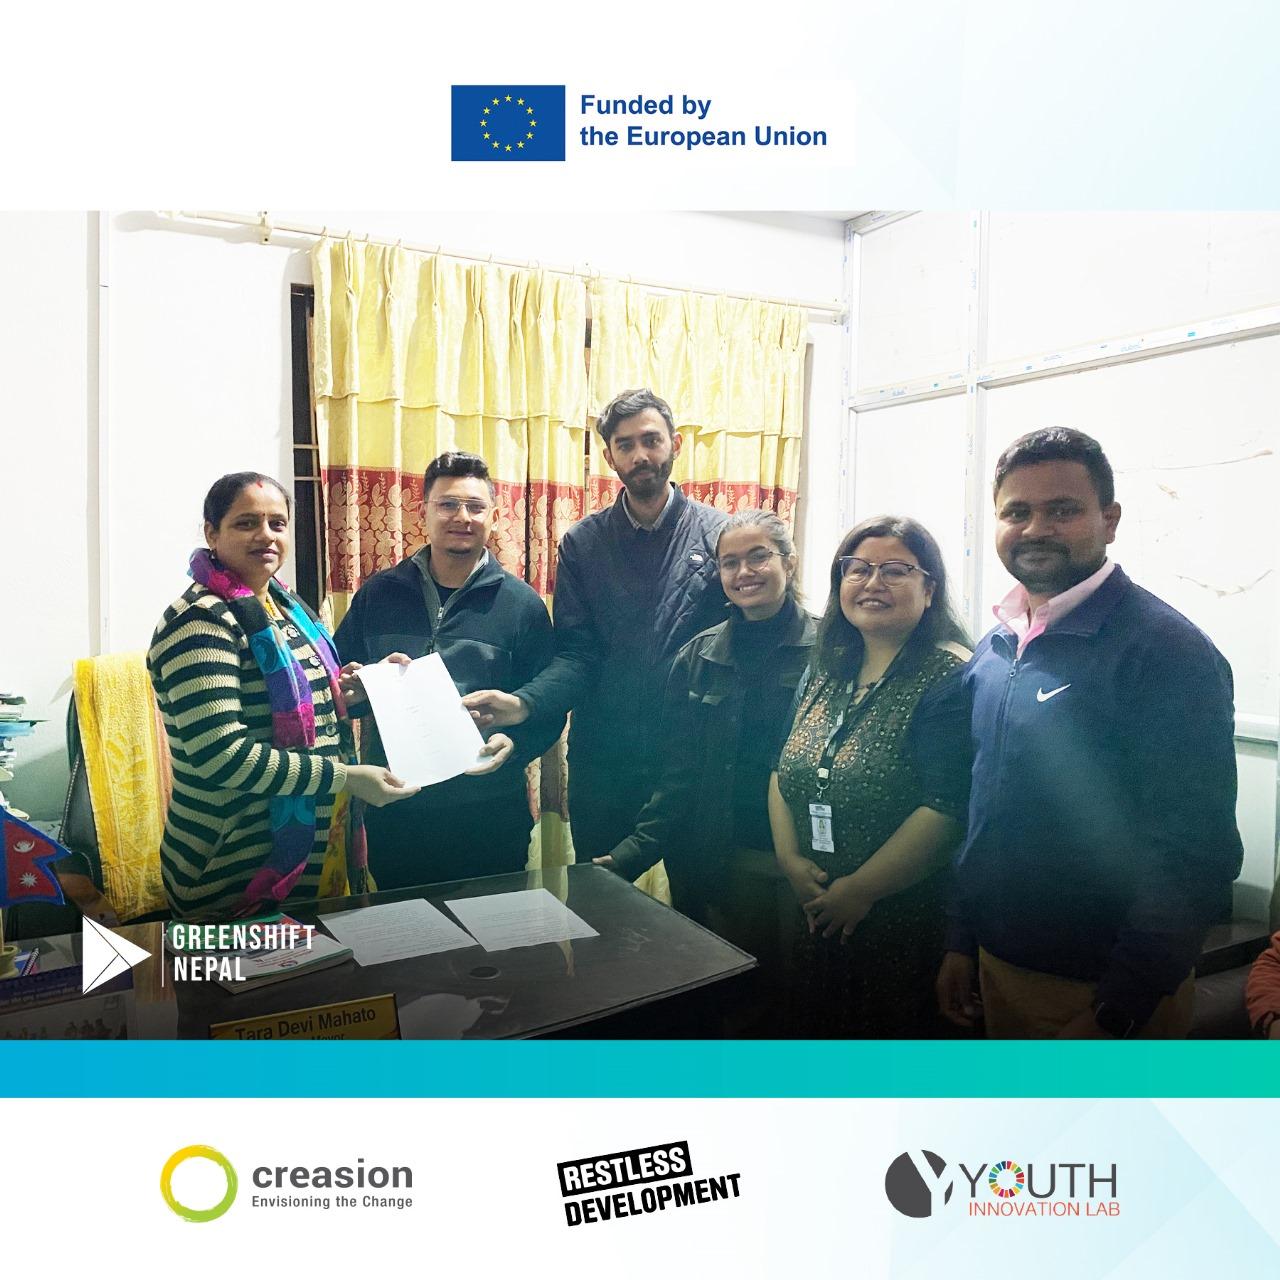 Funded by
the European Union
GREENSHIFT
NEPAL
Tara Devi Mahato
Mayor
creasion
Envisioning the Change
RESTLESS
DEVELOPMENT
YOUTH
INNOVATION LAB